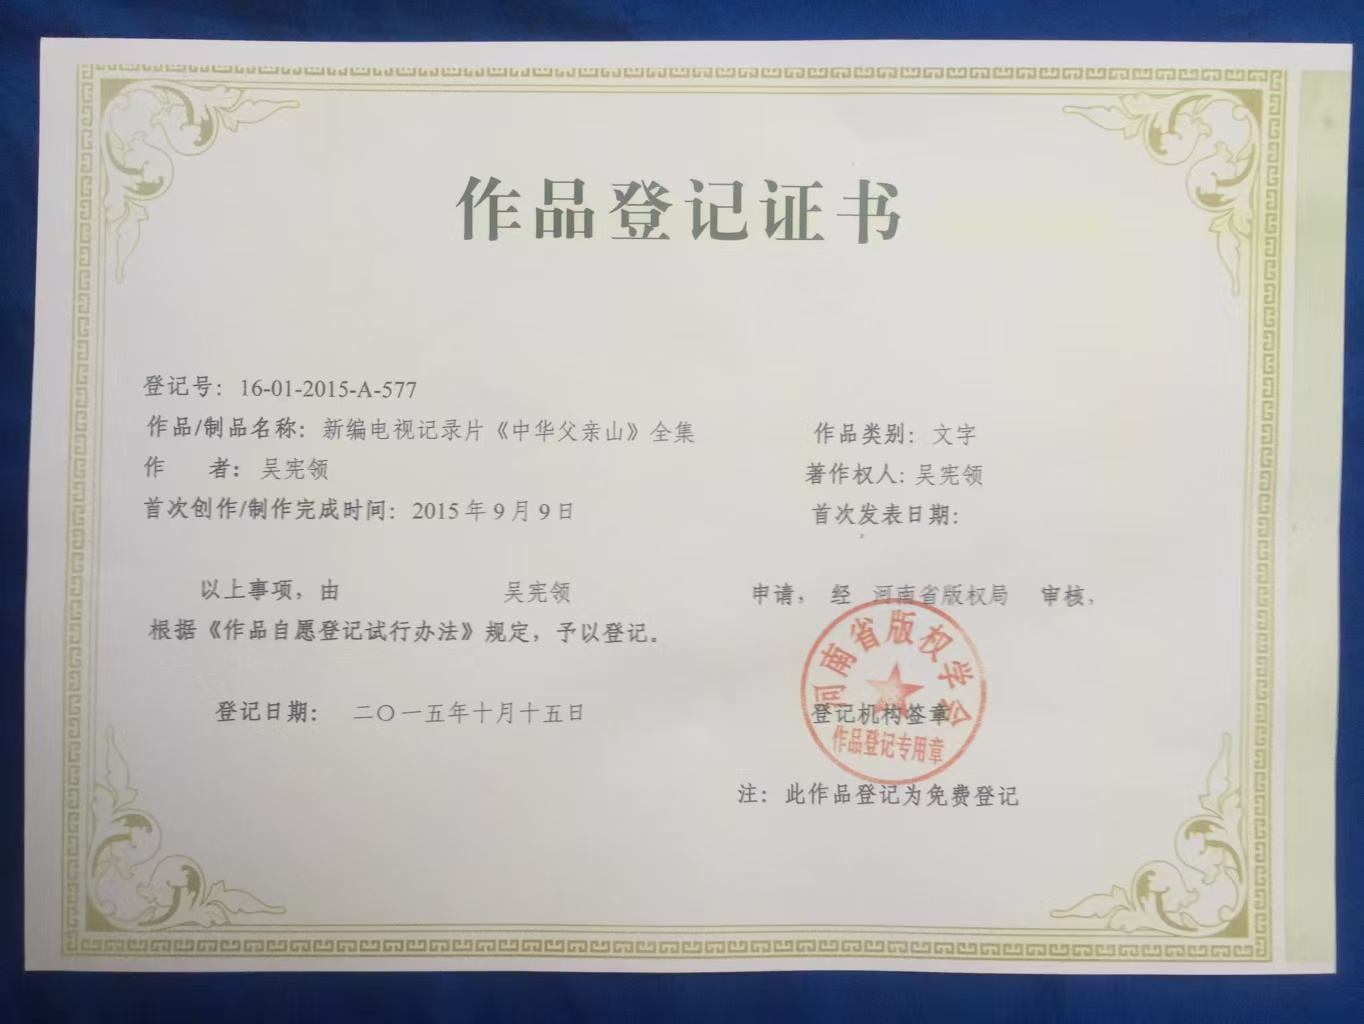 作品登记证书
登记号：16-01-2015-A-577
作品/制品名称：新编电视记录片《中华父亲山》全集 作品类别：文字
作 者：吴宪领 著作权人：吴宪领
首次创作/制作完成时间：2015年9月9日 首次发表日期：
以上事项，由 吴宪领 申请， 经 河南省版权局 审核，
根据《作品自愿登记试行办法》规定，予以登记。
河南省版权学会
登记日期： 二〇一五年十月十五日 登记机构签章
作品登记专用章
注：此作品登记为免费登记